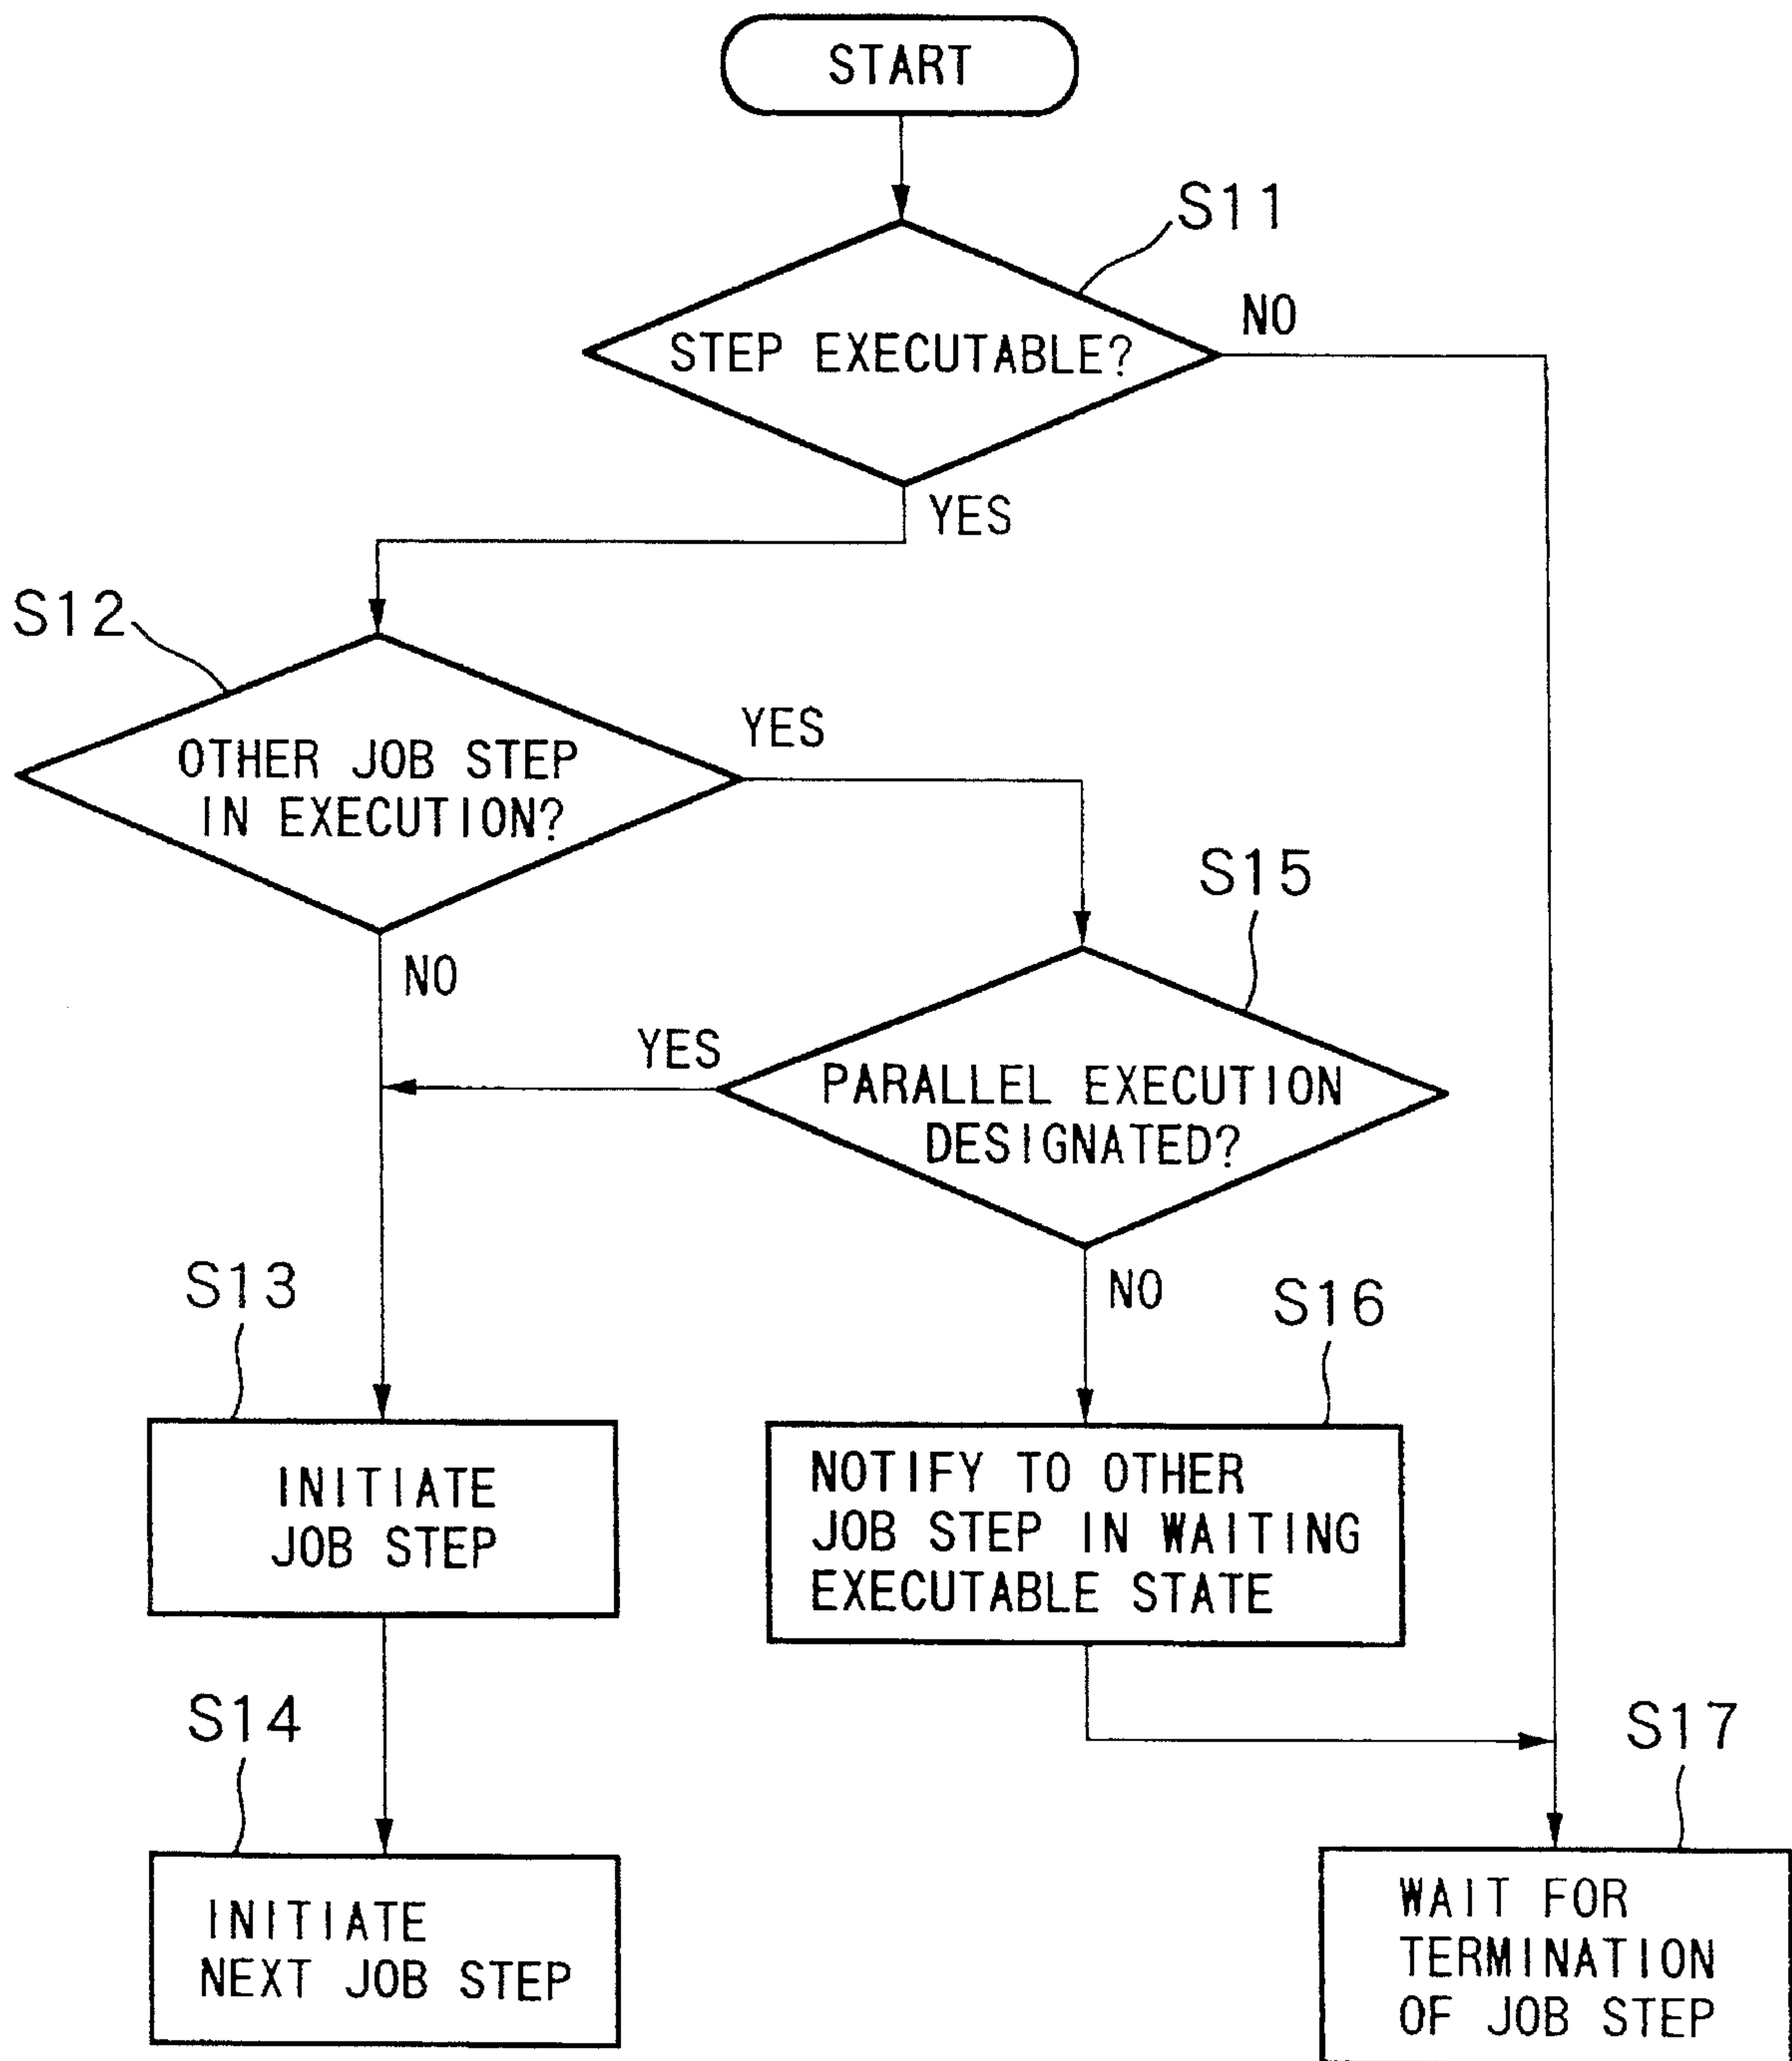 START
S11
NO
STEP EXECUTABLE?
YES
S12
YES
OTHER JOB STEP
IN EXECUTION?
S15
NO
YES
PARALLEL EXECUTION
DESIGNATED?
S13
NO
S16
INITIATE
JOB STEP
NOTIFY TO OTHER
JOB STEP IN WAITING
EXECUTABLE STATE
S14
S17
INITIATE
NEXT JOB STEP
WAIT FOR
TERMINATION
OF JOB STEP